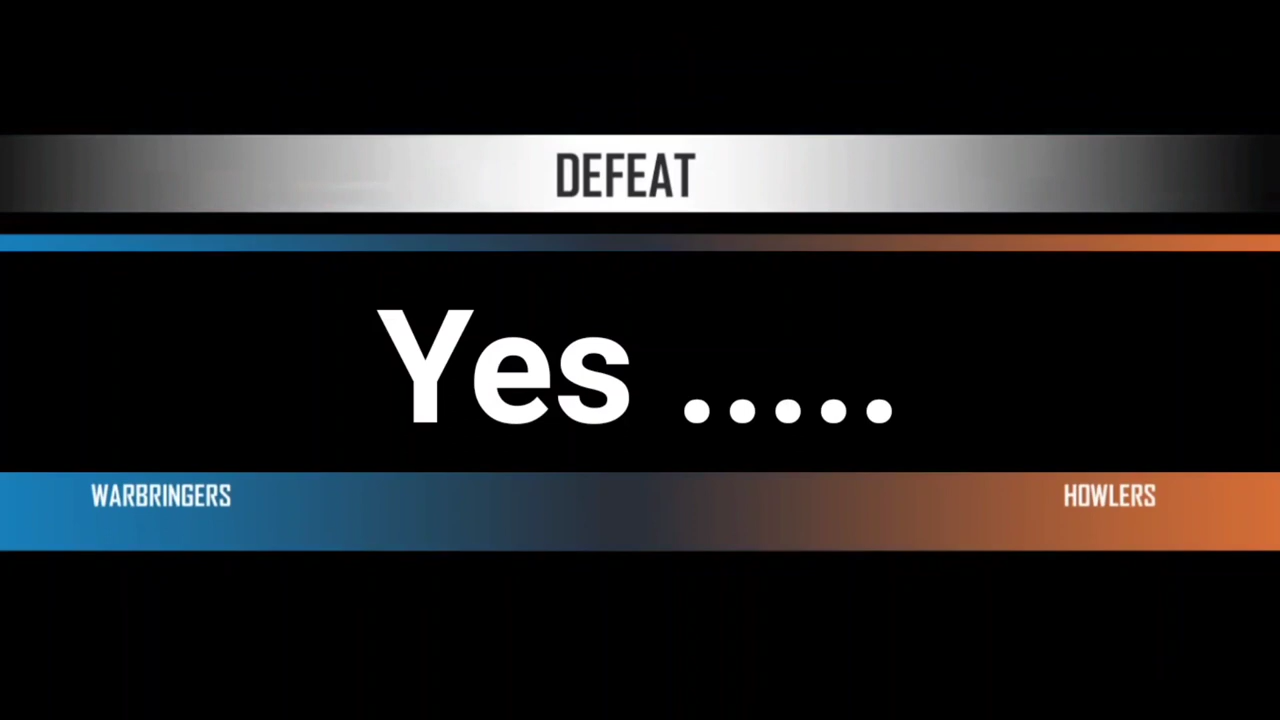 DEFEAT
Yes .....
WARBRINGERS
HOWLERS